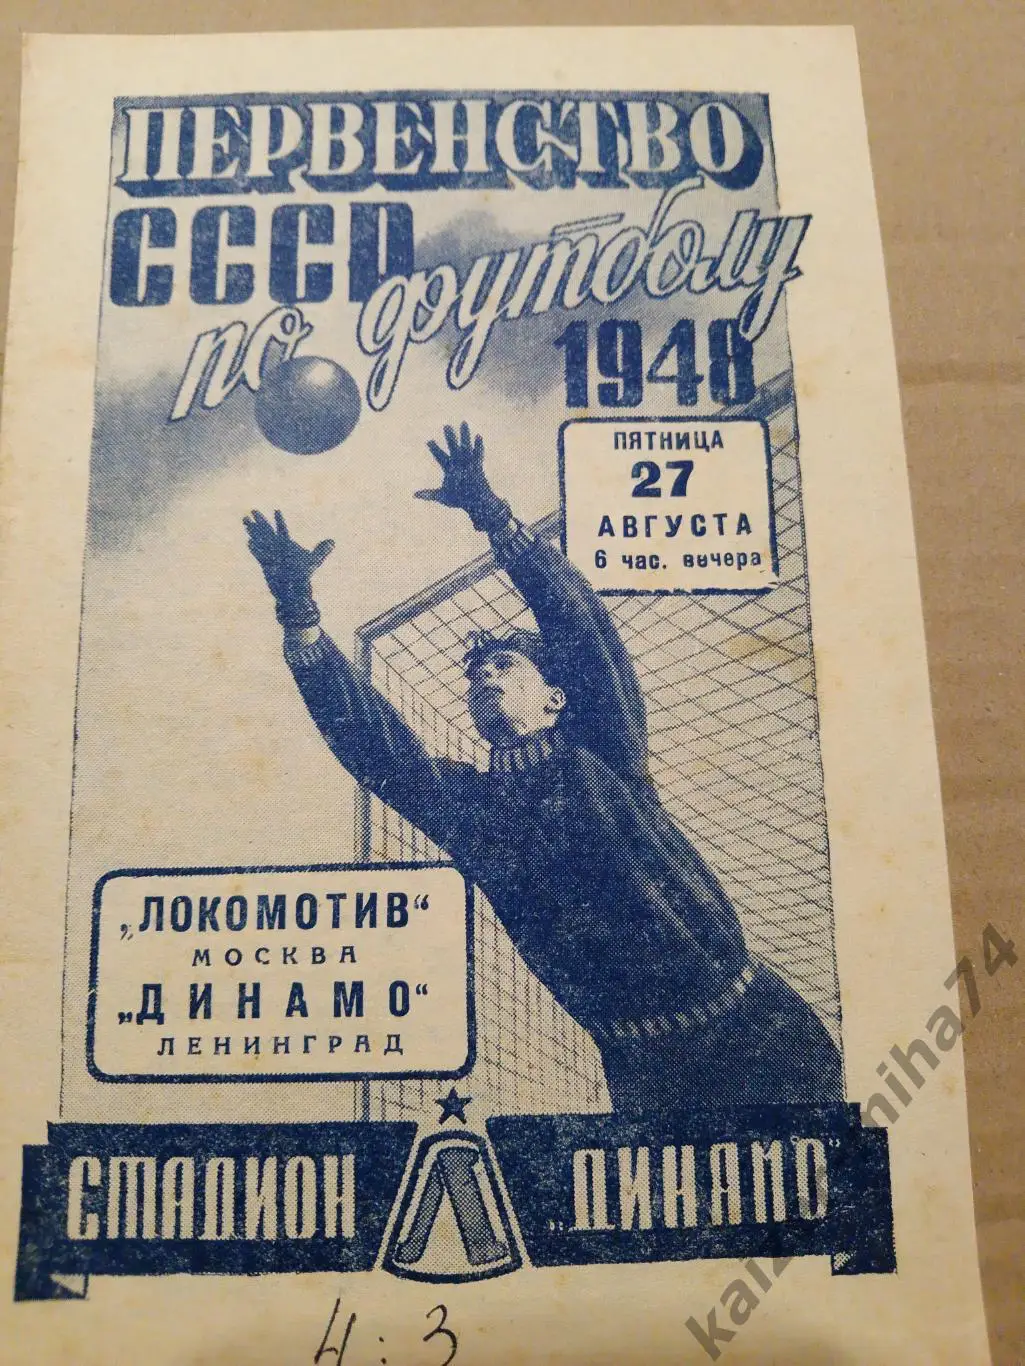 ПЕРВЕНСТВО
СССР
по футболу
1948
ПЯТНИЦА
27
АВГУСТА
6 час. вечера
„ЛОКОМОТИВ“
МОСКВА
„ДИНАМО“
ЛЕНИНГРАД
СТАДИОН Л „ДИНАМО“
4:3